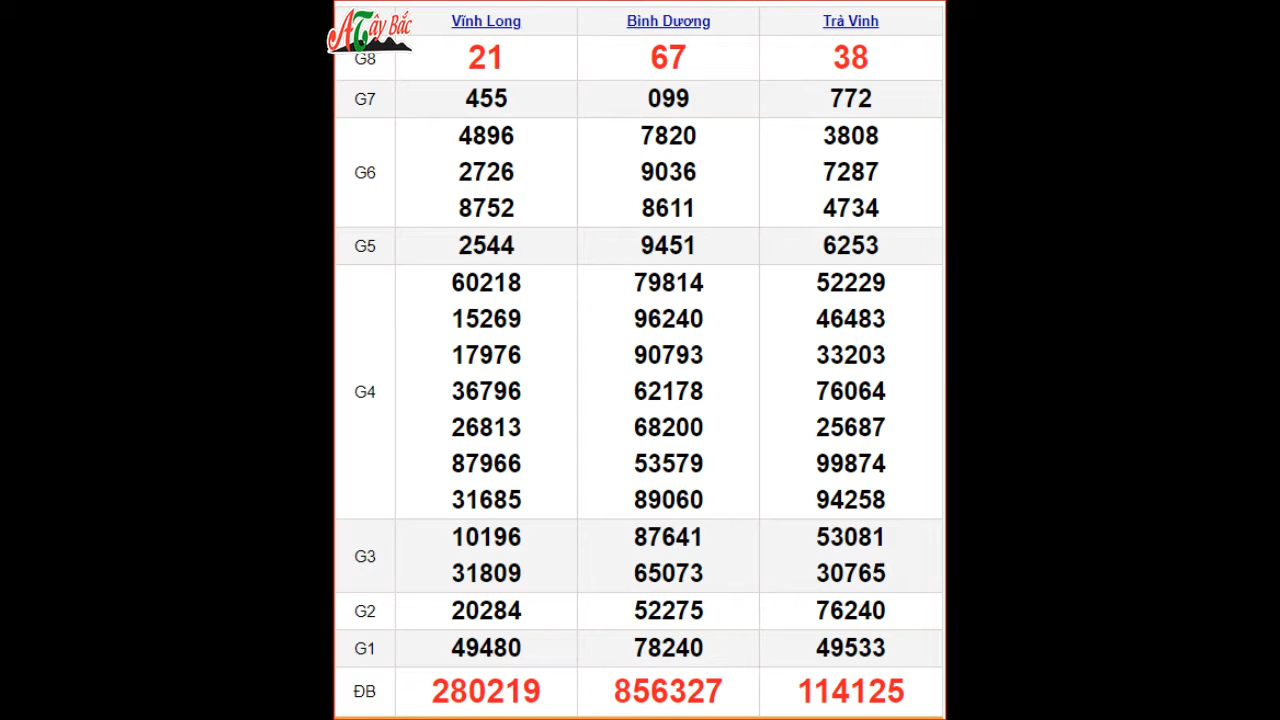 ATây Bắc
Vĩnh Long Bình Dương Trà Vinh
G8 21 67 38
G7 455 099 772
4896 7820 3808
G6 2726 9036 7287
8752 8611 4734
G5 2544 9451 6253
60218 79814 52229
15269 96240 46483
17976 90793 33203
G4 36796 62178 76064
26813 68200 25687
87966 53579 99874
31685 89060 94258
10196 87641 53081
G3
31809 65073 30765
G2 20284 52275 76240
G1 49480 78240 49533
ĐB 280219 856327 114125